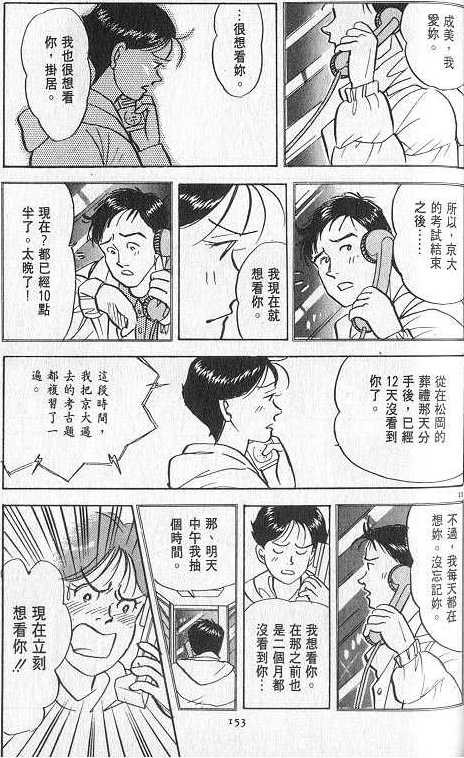 成美，我
愛妳。
很想看妳。
我也很想看
你，掛居。
所以，京大
的考試結束
之後……
我現在就
想看你。
現在？都已經10點
半了。太晚了！
從在松岡的
葬禮那天分
手後，已經
12天沒看到
你了。
這段時間，
我把京大過
去的考古題
都複習了一
遍。
不過，我每天都在
想妳。沒忘記妳。
我想看你。
在那之前也
是二個月都
沒看到你…
那、明天
中午我抽
個時間。
現在立刻
想看你!!
153